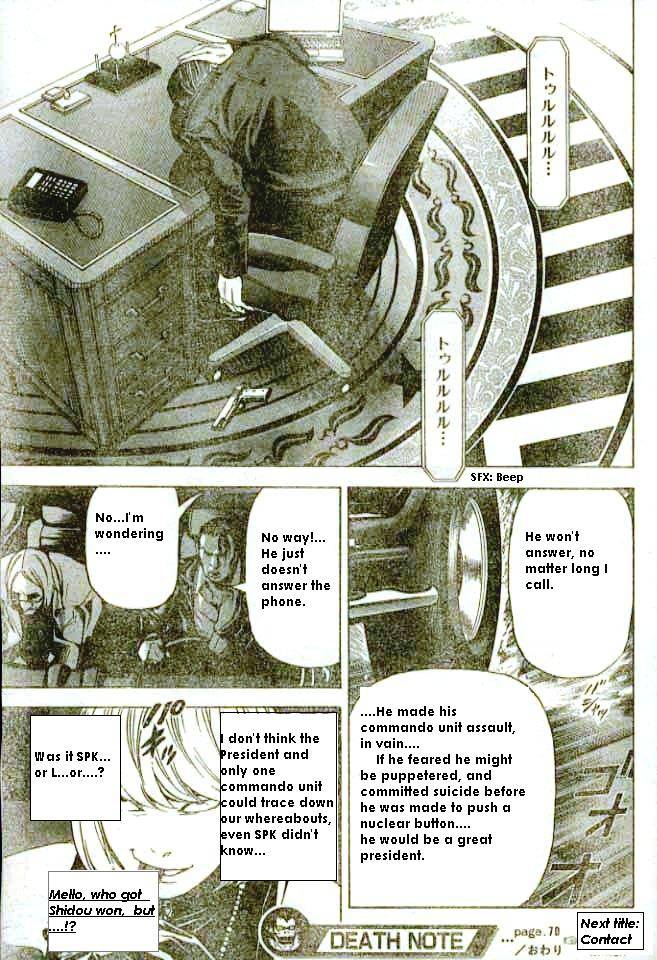 トゥルルルルル…
トゥルルルルル…
SFX: Beep
He won't
answer, no
matter long I
call.
....He made his
commando unit assault,
in vain....
If he feared he might
be puppetered, and
committed suicide before
he was made to push a
nuclear button....
he would be a great
president.
No way!...
He just
doesn't
answer the
phone.
No...I'm
wondering
....
I don't think the
President and
only one
commando unit
could trace down
our whereabouts,
even SPK didn't
know...
Was it SPK...
or L...or....?
Mello, who got
Shidou won, but
....!?
DEATH NOTE
...page.70
/おわり
Next title:
Contact